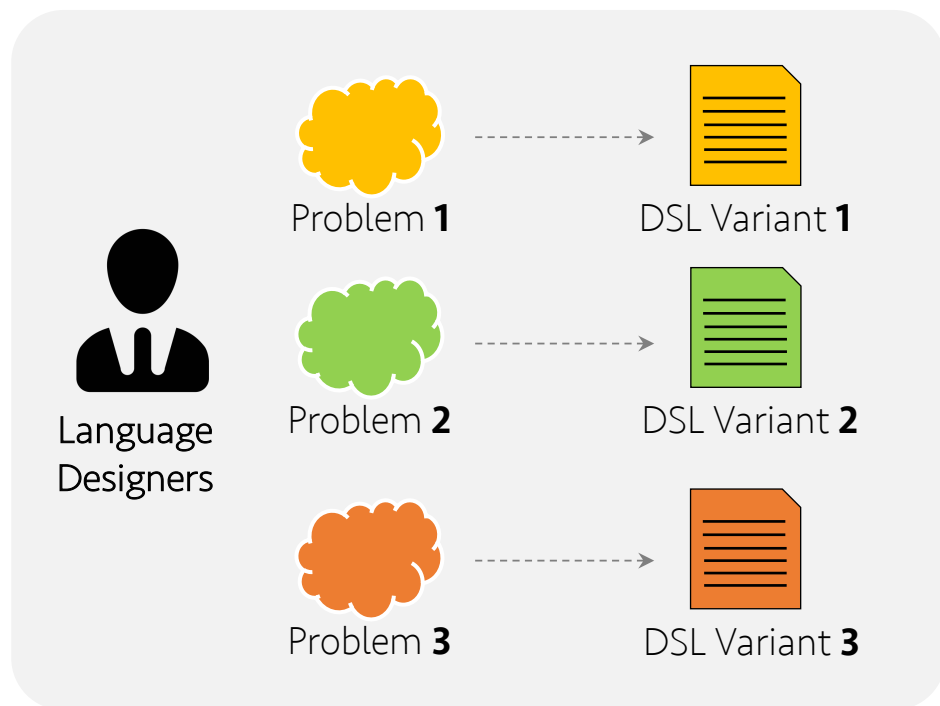 Problem 1
DSL Variant 1
Problem 2
DSL Variant 2
Language
Designers
Problem 3
DSL Variant 3